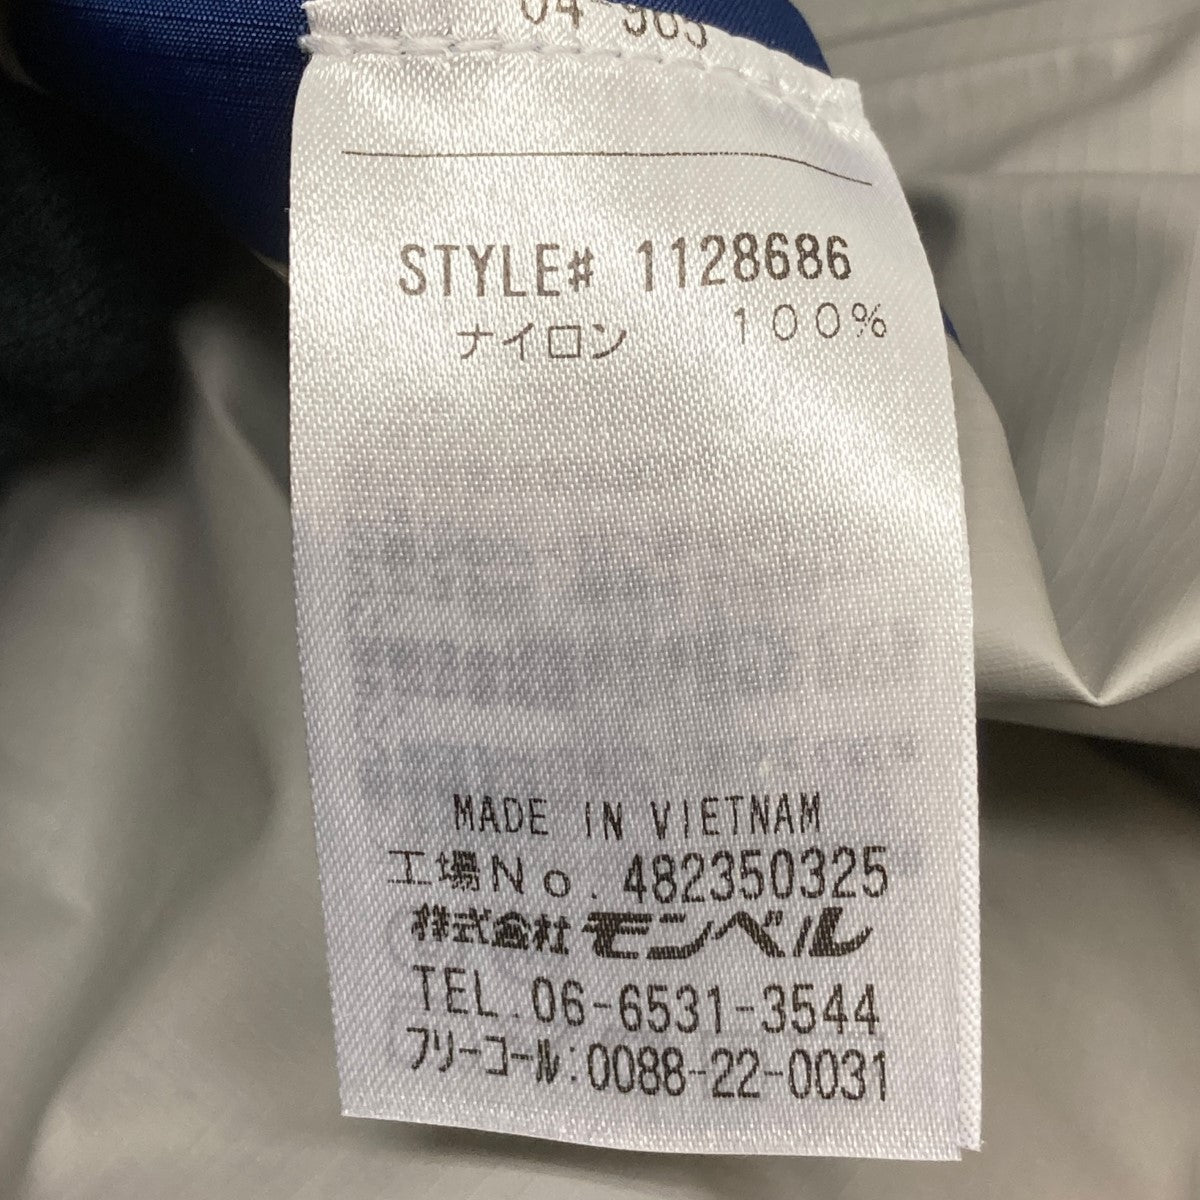 STYLE# 1128686
ナイロン 100%
MADE IN VIETNAM
工場No. 482350325
株式会社モンベル
TEL. 06-6531-3544
フリーコール:0088-22-0031